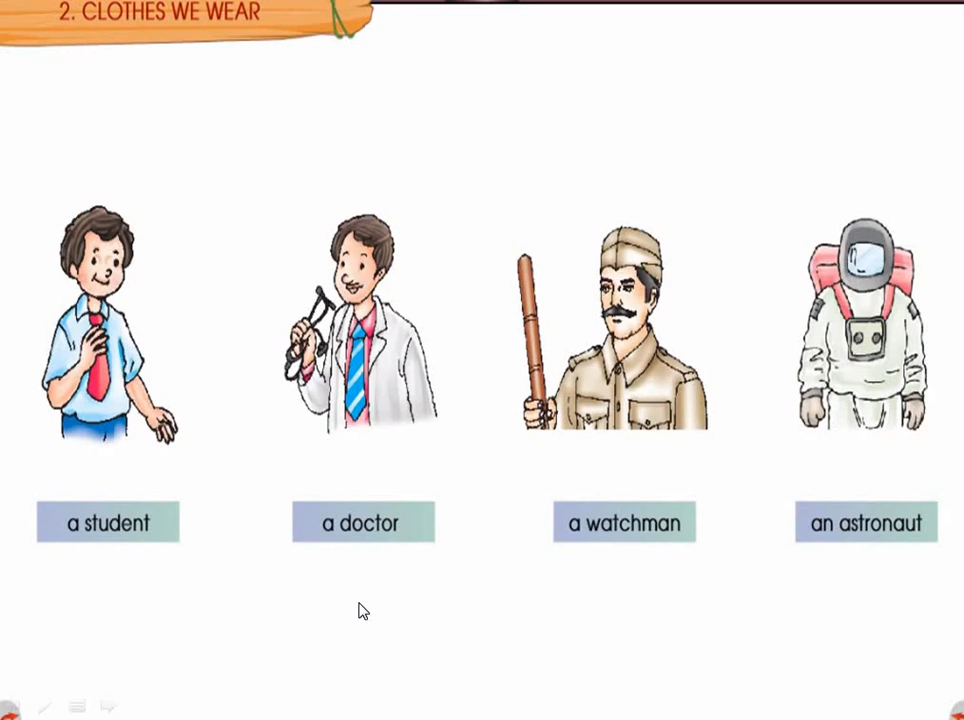 2. CLOTHES WE WEAR
a student
a doctor
a watchman
an astronaut